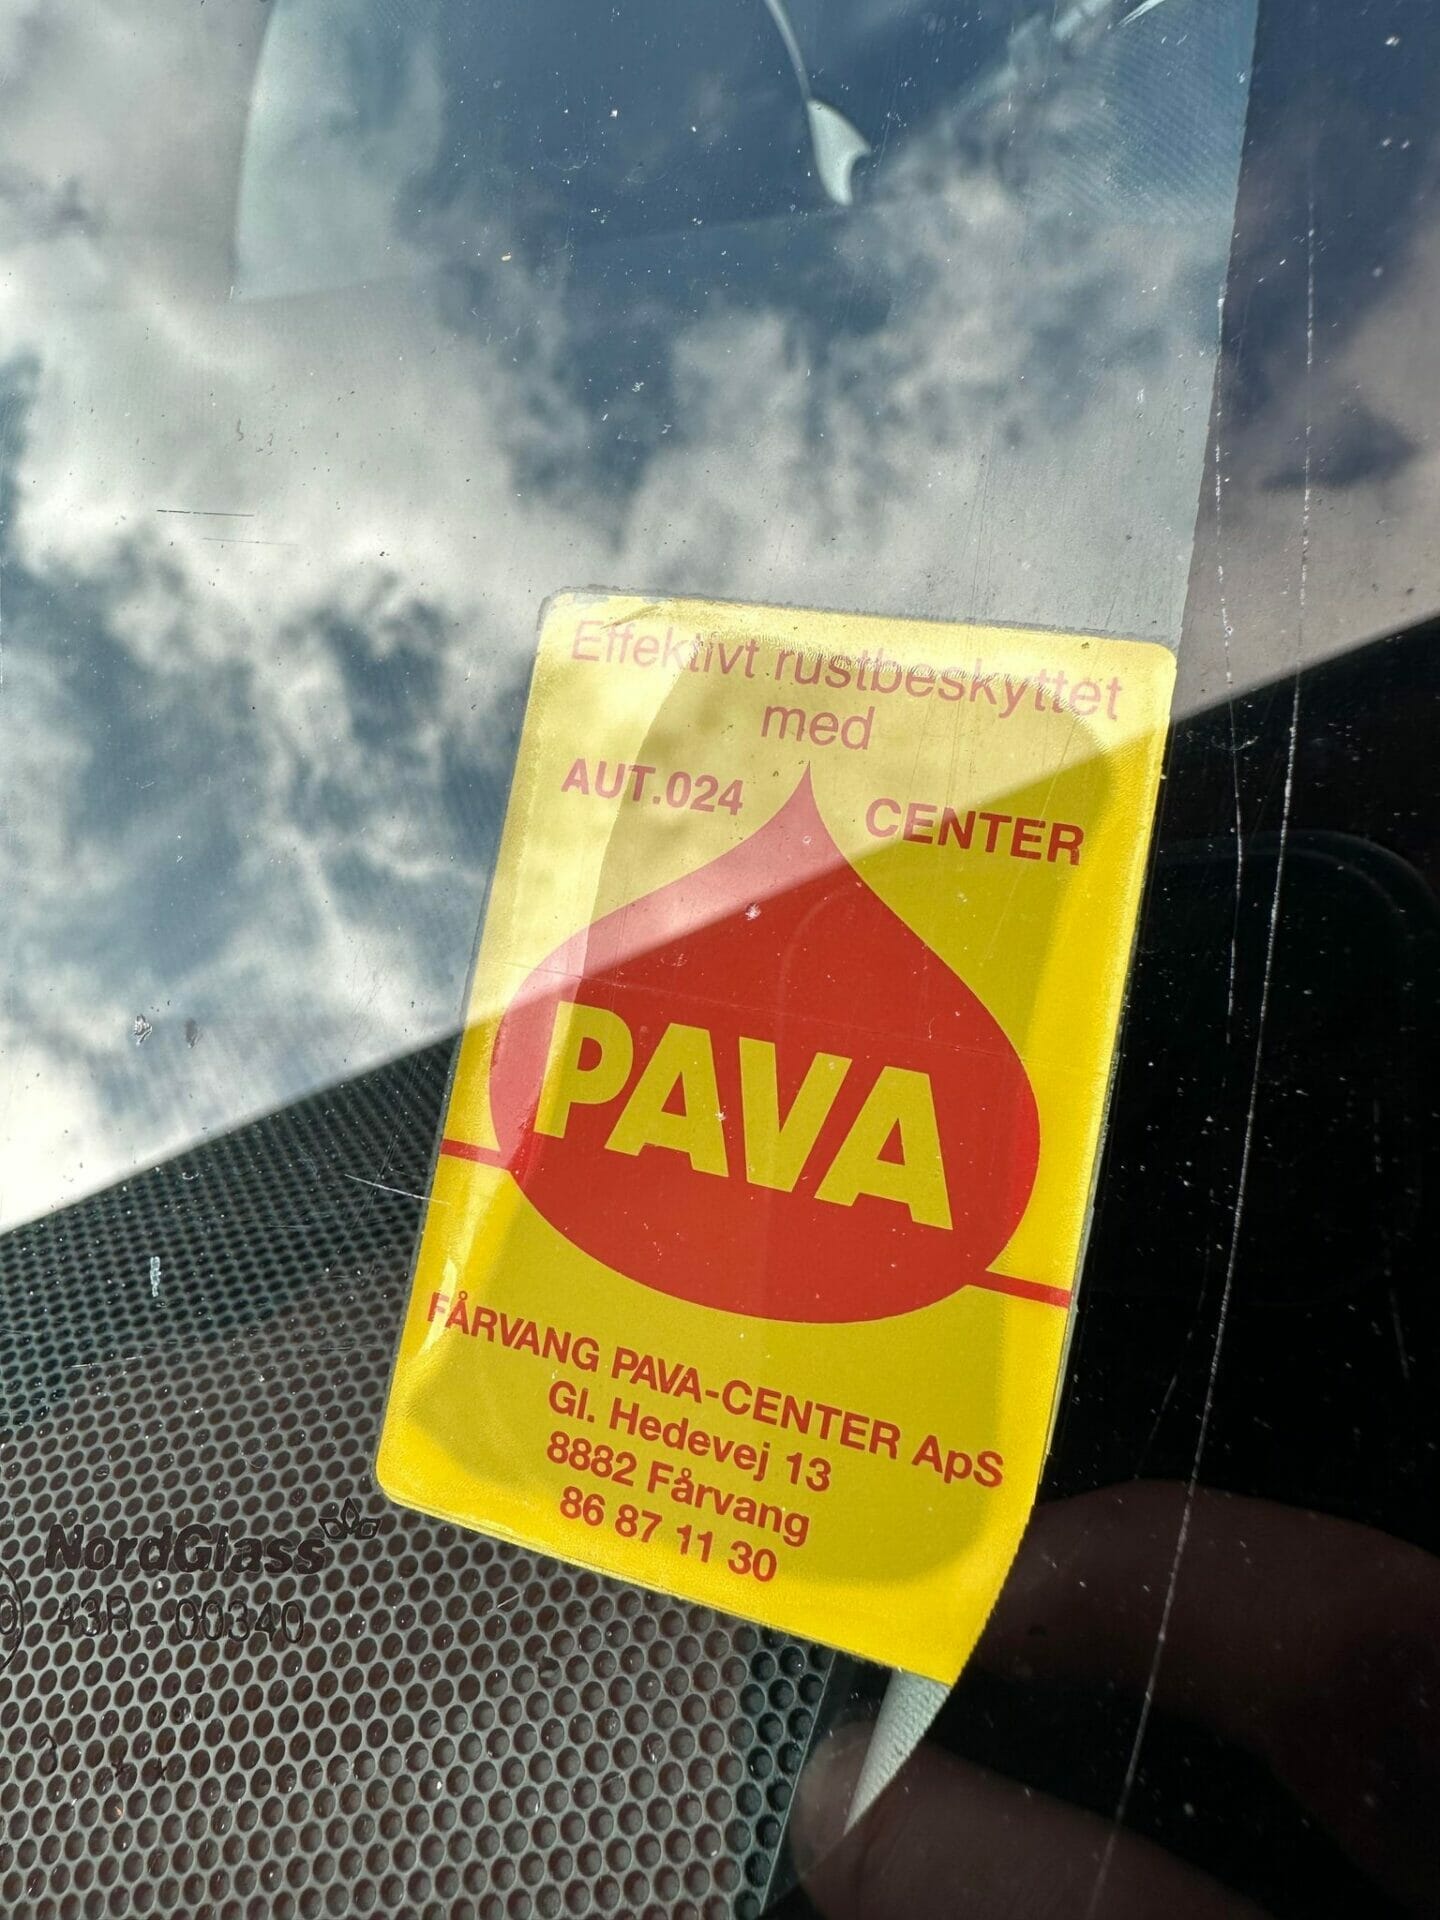 Effektivt rustbeskyttet
med
AUT.024 CENTER
PAVA
FÅRVANG PAVA-CENTER ApS
Gl. Hedevej 13
8882 Fårvang
86 87 11 30
NordGlass
43R - 00340